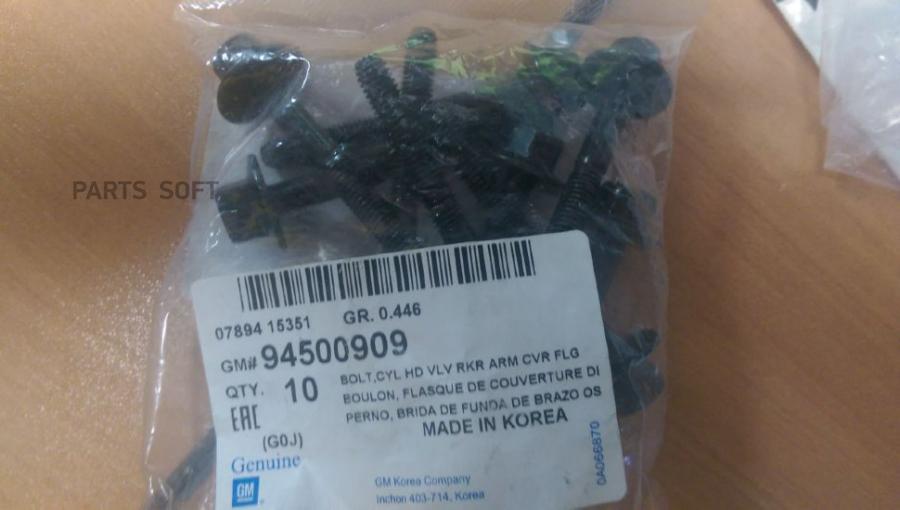 PARTS SOFT
07894 15351 GR. 0.446
GM# 94500909
QTY. 10
BOLT,CYL HD VLV RKR ARM CVR FLG
BOULON, FLASQUE DE COUVERTURE DI
PERNO, BRIDA DE FUNDA DE BRAZO OS
EAC
MADE IN KOREA
(G0J)
Genuine
GM
GM Korea Company
Inchon 403-714, Korea
0A066870